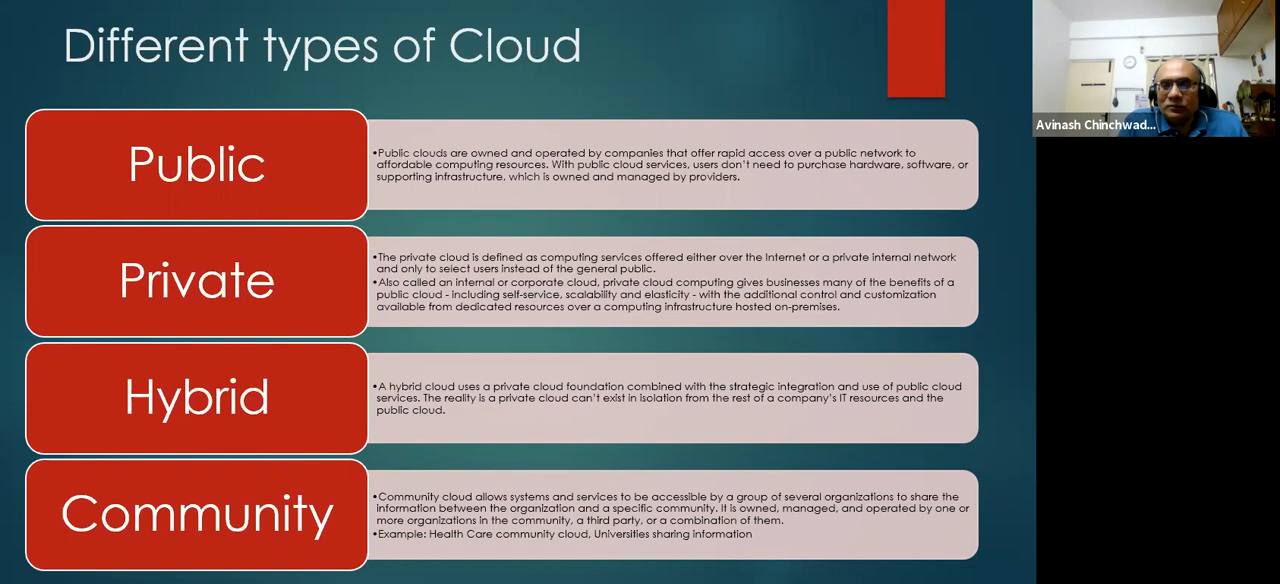 Different types of Cloud
Avinash Chinchwad...
Public
•Public clouds are owned and operated by companies that offer rapid access over a public network to
affordable computing resources. With public cloud services, users don't need to purchase hardware, software, or
supporting infrastructure, which is owned and managed by providers.
Private
•The private cloud is defined as computing services offered either over the Internet or a private internal network
and only to select users instead of the general public.
•Also called an internal or corporate cloud, private cloud computing gives businesses many of the benefits of a
public cloud - including self-service, scalability and elasticity - with the additional control and customization
available from dedicated resources over a computing infrastructure hosted on-premises.
Hybrid
•A hybrid cloud uses a private cloud foundation combined with the strategic integration and use of public cloud
services. The reality is a private cloud can't exist in isolation from the rest of a company's IT resources and the
public cloud.
Community
•Community cloud allows systems and services to be accessible by a group of several organizations to share the
information between the organization and a specific community. It is owned, managed, and operated by one or
more organizations in the community, a third party, or a combination of them.
•Example: Health Care community cloud, Universities sharing information